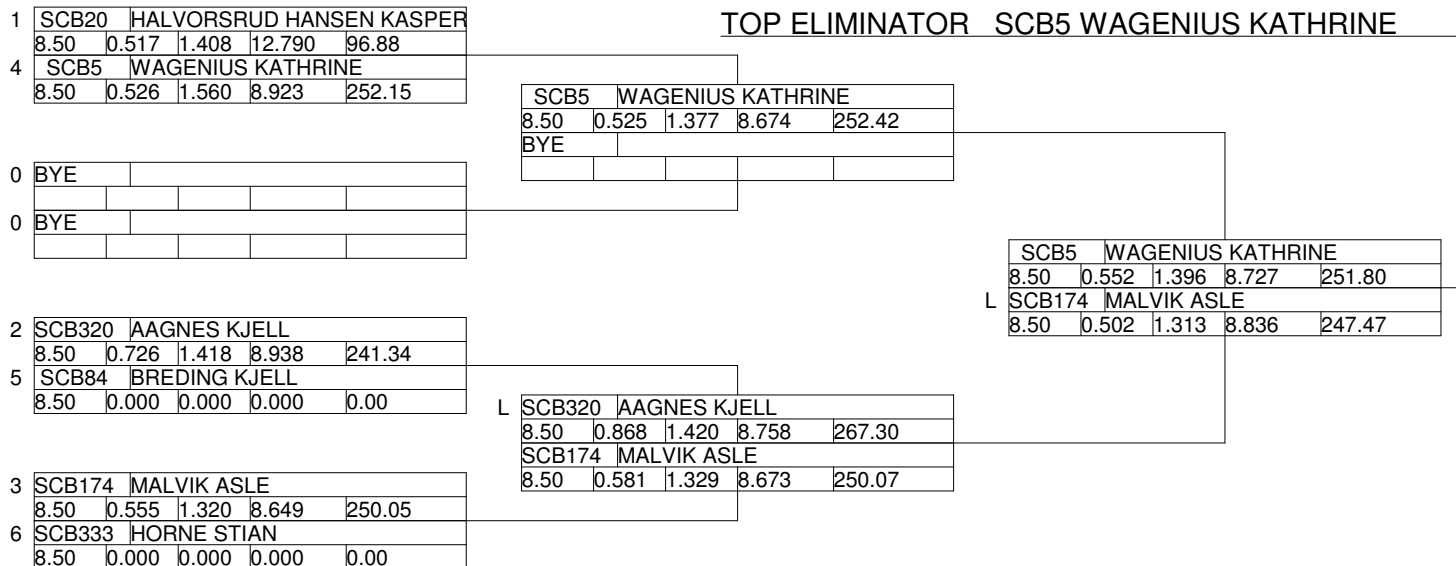 TOP ELIMINATOR SCB5 WAGENIUS KATHRINE
1 SCB20 HALVORSRUD HANSEN KASPER
8.50 0.517 1.408 12.790 96.88
4 SCB5 WAGENIUS KATHRINE
8.50 0.526 1.560 8.923 252.15
0 BYE
0 BYE
2 SCB320 AAGNES KJELL
8.50 0.726 1.418 8.938 241.34
5 SCB84 BREDING KJELL
8.50 0.000 0.000 0.000 0.00
3 SCB174 MALVIK ASLE
8.50 0.555 1.320 8.649 250.05
6 SCB333 HORNE STIAN
8.50 0.000 0.000 0.000 0.00
SCB5 WAGENIUS KATHRINE
8.50 0.525 1.377 8.674 252.42
BYE
L SCB320 AAGNES KJELL
8.50 0.868 1.420 8.758 267.30
SCB174 MALVIK ASLE
8.50 0.581 1.329 8.673 250.07
SCB5 WAGENIUS KATHRINE
8.50 0.552 1.396 8.727 251.80
L SCB174 MALVIK ASLE
8.50 0.502 1.313 8.836 247.47